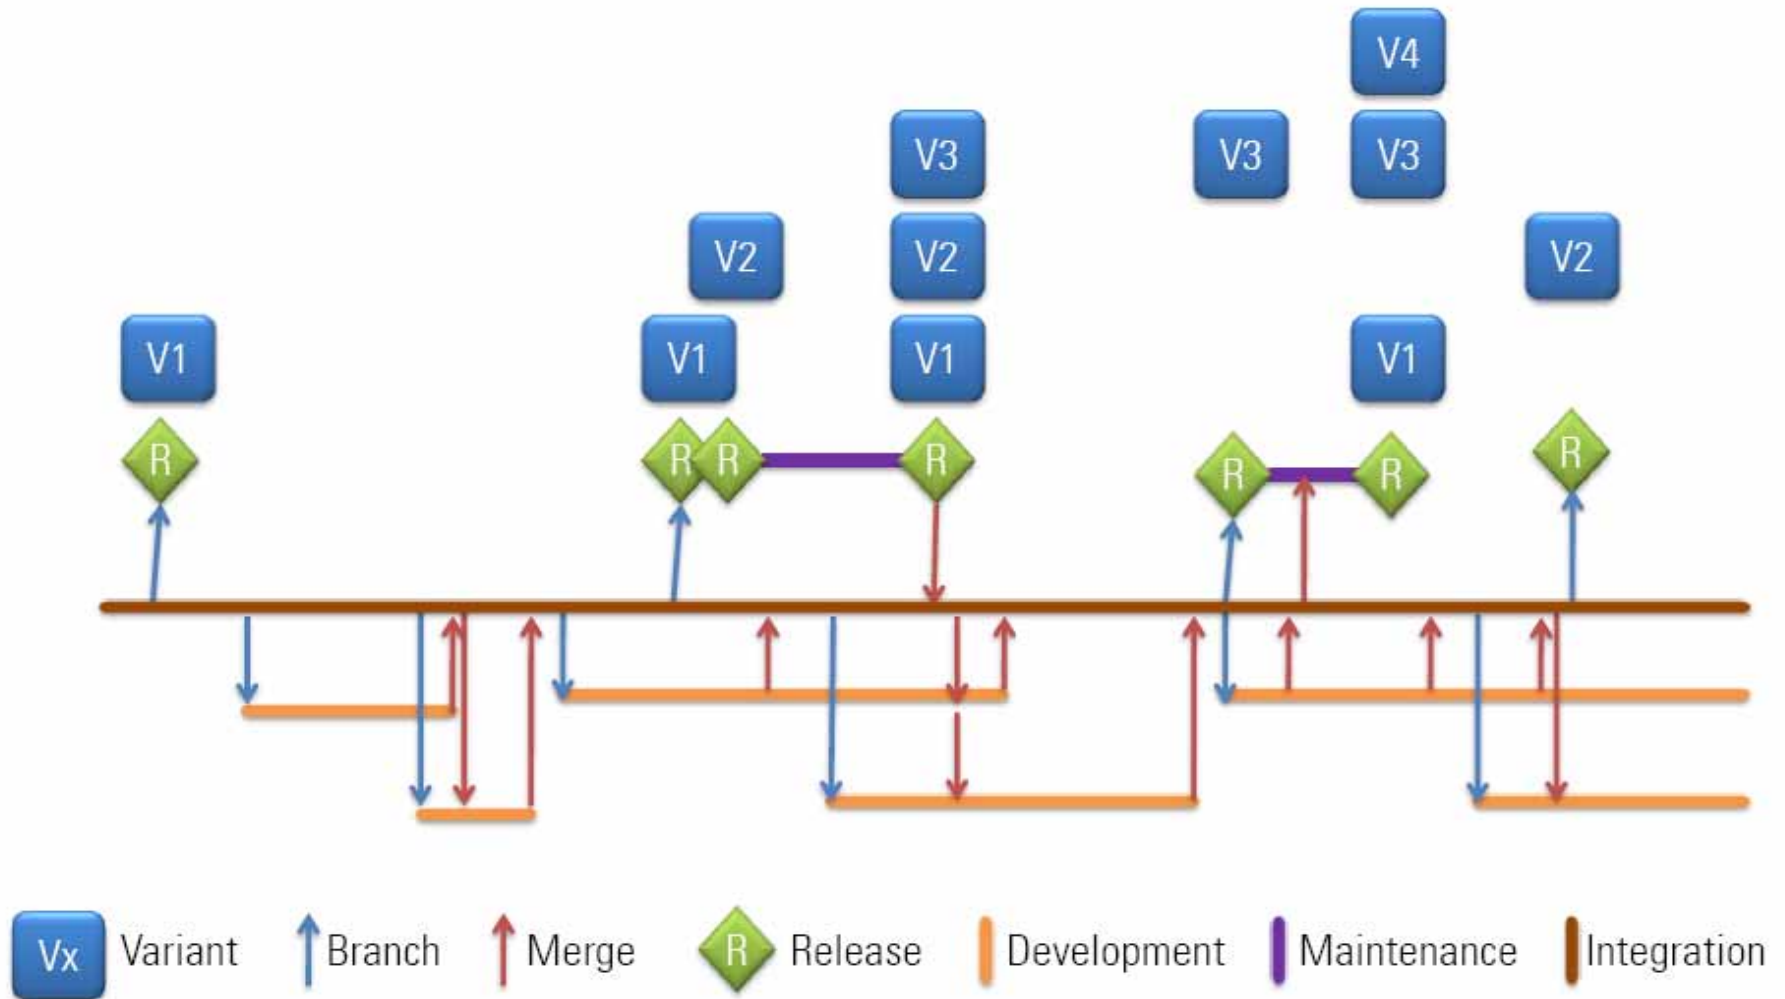 V4
V3
V3
V3
V2
V2
V2
V1
V1
V1
V1
R
R
R
R
R
R
R
Vx
Variant
Branch
Merge
R
Release
Development
Maintenance
Integration